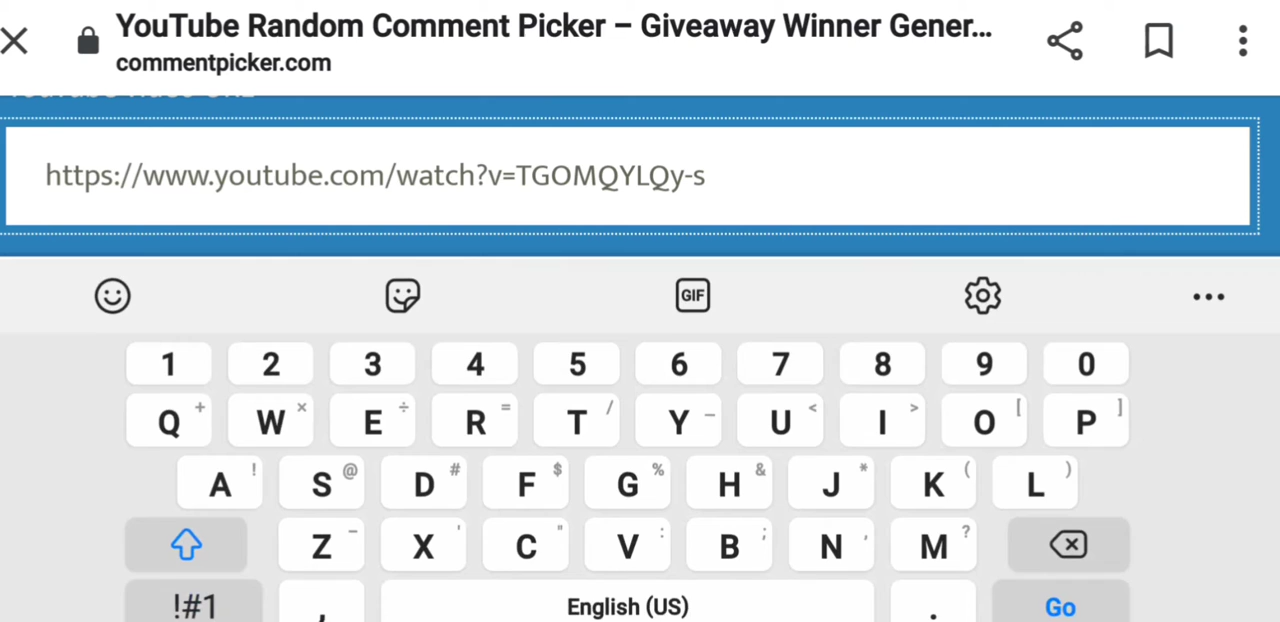 YouTube Random Comment Picker – Giveaway Winner Gener...
commentpicker.com
https://www.youtube.com/watch?v=TGOMQYLQy-s
GIF
1 2 3 4 5 6 7 8 9 0
Q + W × E ÷ R = T / Y _ U < I > O [ P ]
A ! S @ D # F $ G % H & J * K ( L )
Z - X ' C " V : B ; N , M ?
!#1 , English (US) . Go